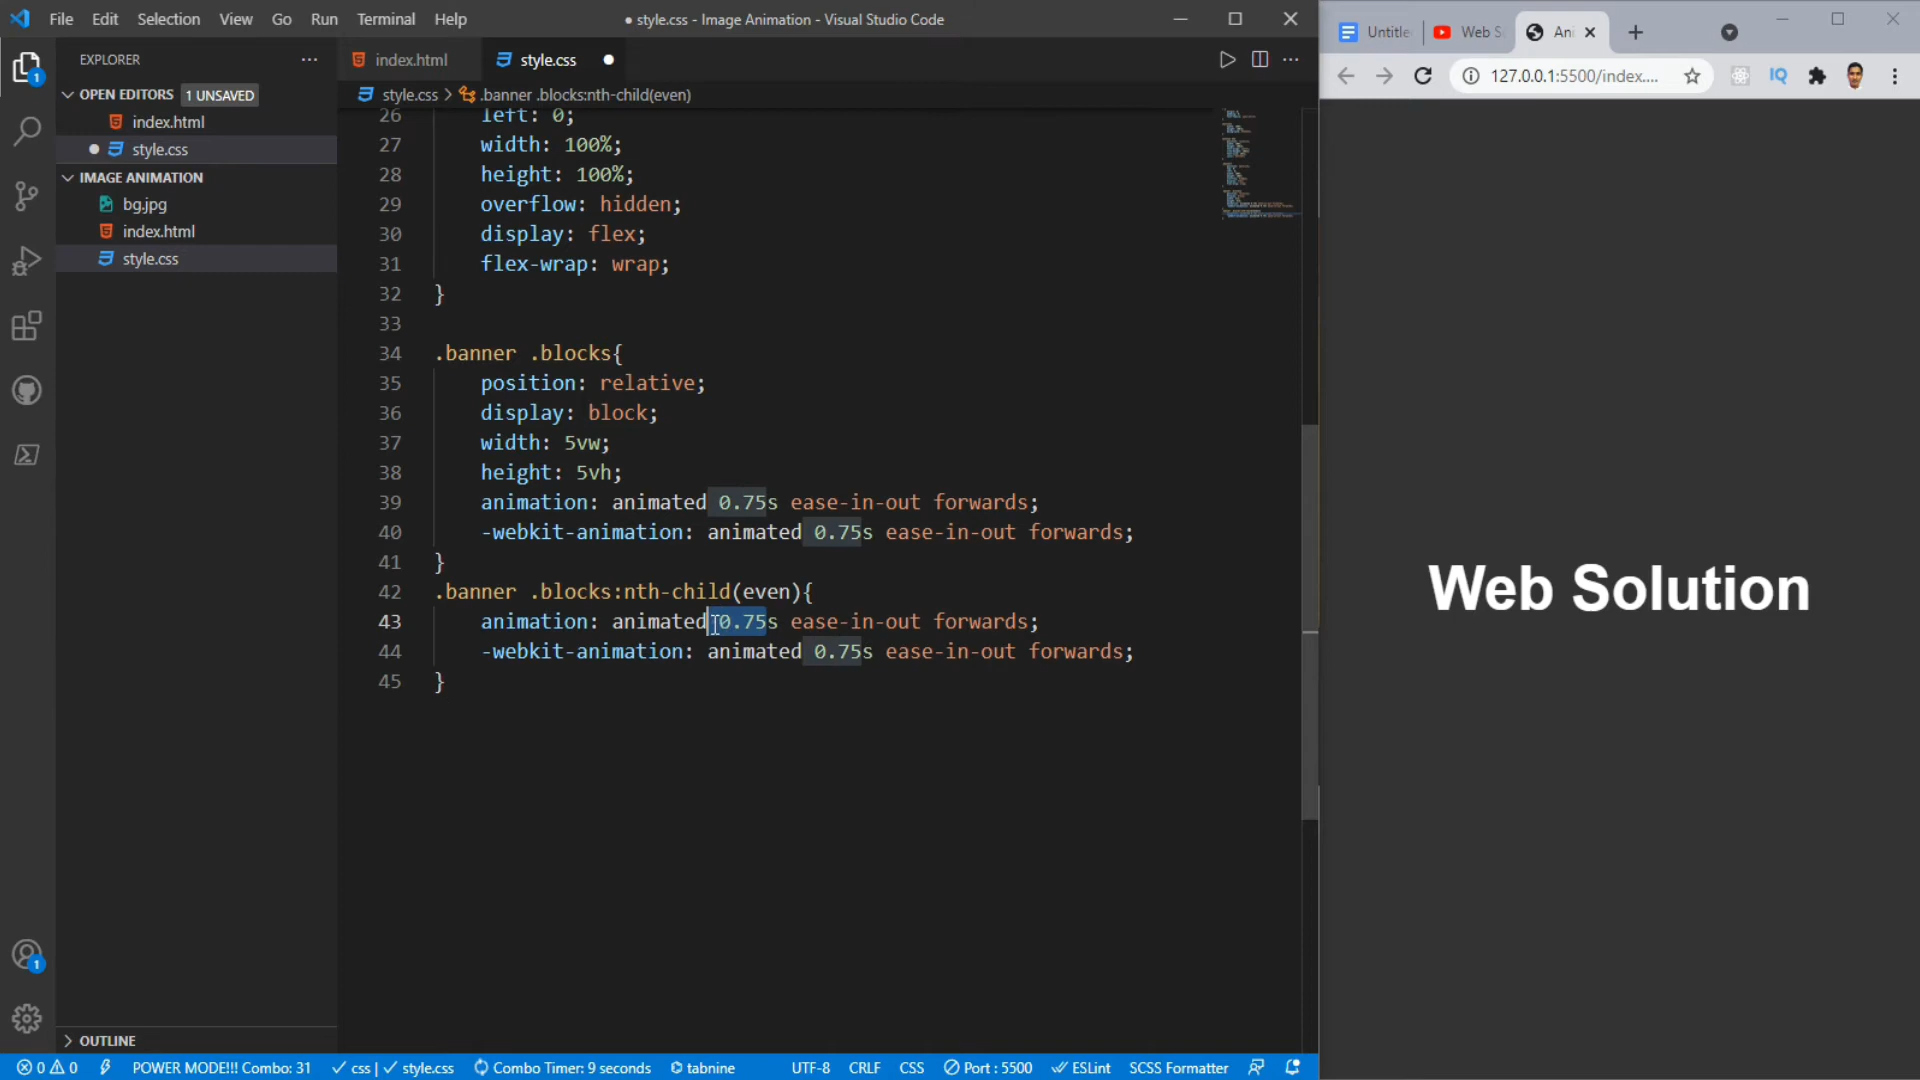 File Edit Selection View Go Run Terminal Help
● style.css - Image Animation - Visual Studio Code
EXPLORER
OPEN EDITORS 1 UNSAVED
index.html
style.css
IMAGE ANIMATION
bg.jpg
index.html
style.css
OUTLINE
1
1
index.html
style.css
style.css > .banner .blocks:nth-child(even)
26 left: 0;
27 width: 100%;
28 height: 100%;
29 overflow: hidden;
30 display: flex;
31 flex-wrap: wrap;
32 }
33
34 .banner .blocks{
35 position: relative;
36 display: block;
37 width: 5vw;
38 height: 5vh;
39 animation: animated 0.75s ease-in-out forwards;
40 -webkit-animation: animated 0.75s ease-in-out forwards;
41 }
42 .banner .blocks:nth-child(even){
43 animation: animated 0.75s ease-in-out forwards;
44 -webkit-animation: animated 0.75s ease-in-out forwards;
45 }
0 0 POWER MODE!!! Combo: 31 css | style.css Combo Timer: 9 seconds tabnine UTF-8 CRLF CSS Port : 5500 ESLint SCSS Formatter
Untitle Web S Ani
127.0.0.1:5500/index....
IQ
Web Solution